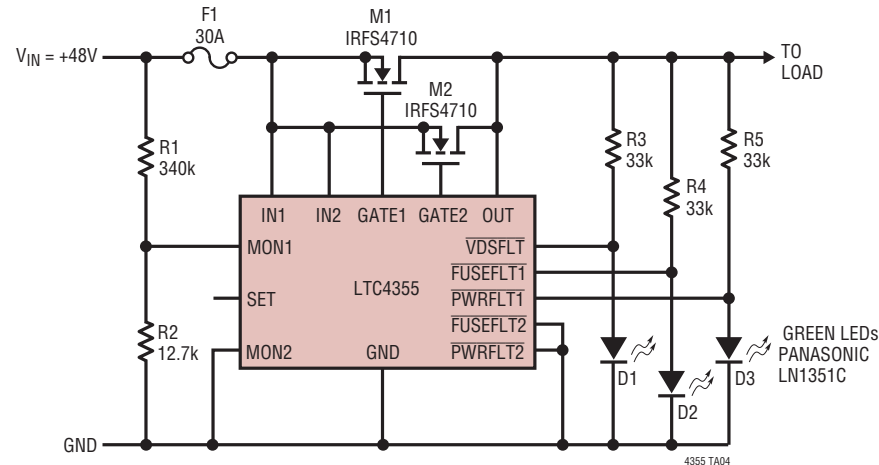 F1
30A
M1
IRFS4710
VIN = +48V
TO
LOAD
M2
IRFS4710
R1
340k
R3
33k
R5
33k
R4
33k
IN1 IN2 GATE1 GATE2 OUT
MON1
VDSFLT
FUSEFLT1
SET
LTC4355
PWRFLT1
FUSEFLT2
R2
12.7k
MON2
GND
PWRFLT2
GREEN LEDs
PANASONIC
LN1351C
D1
D3
D2
GND
4355 TA04